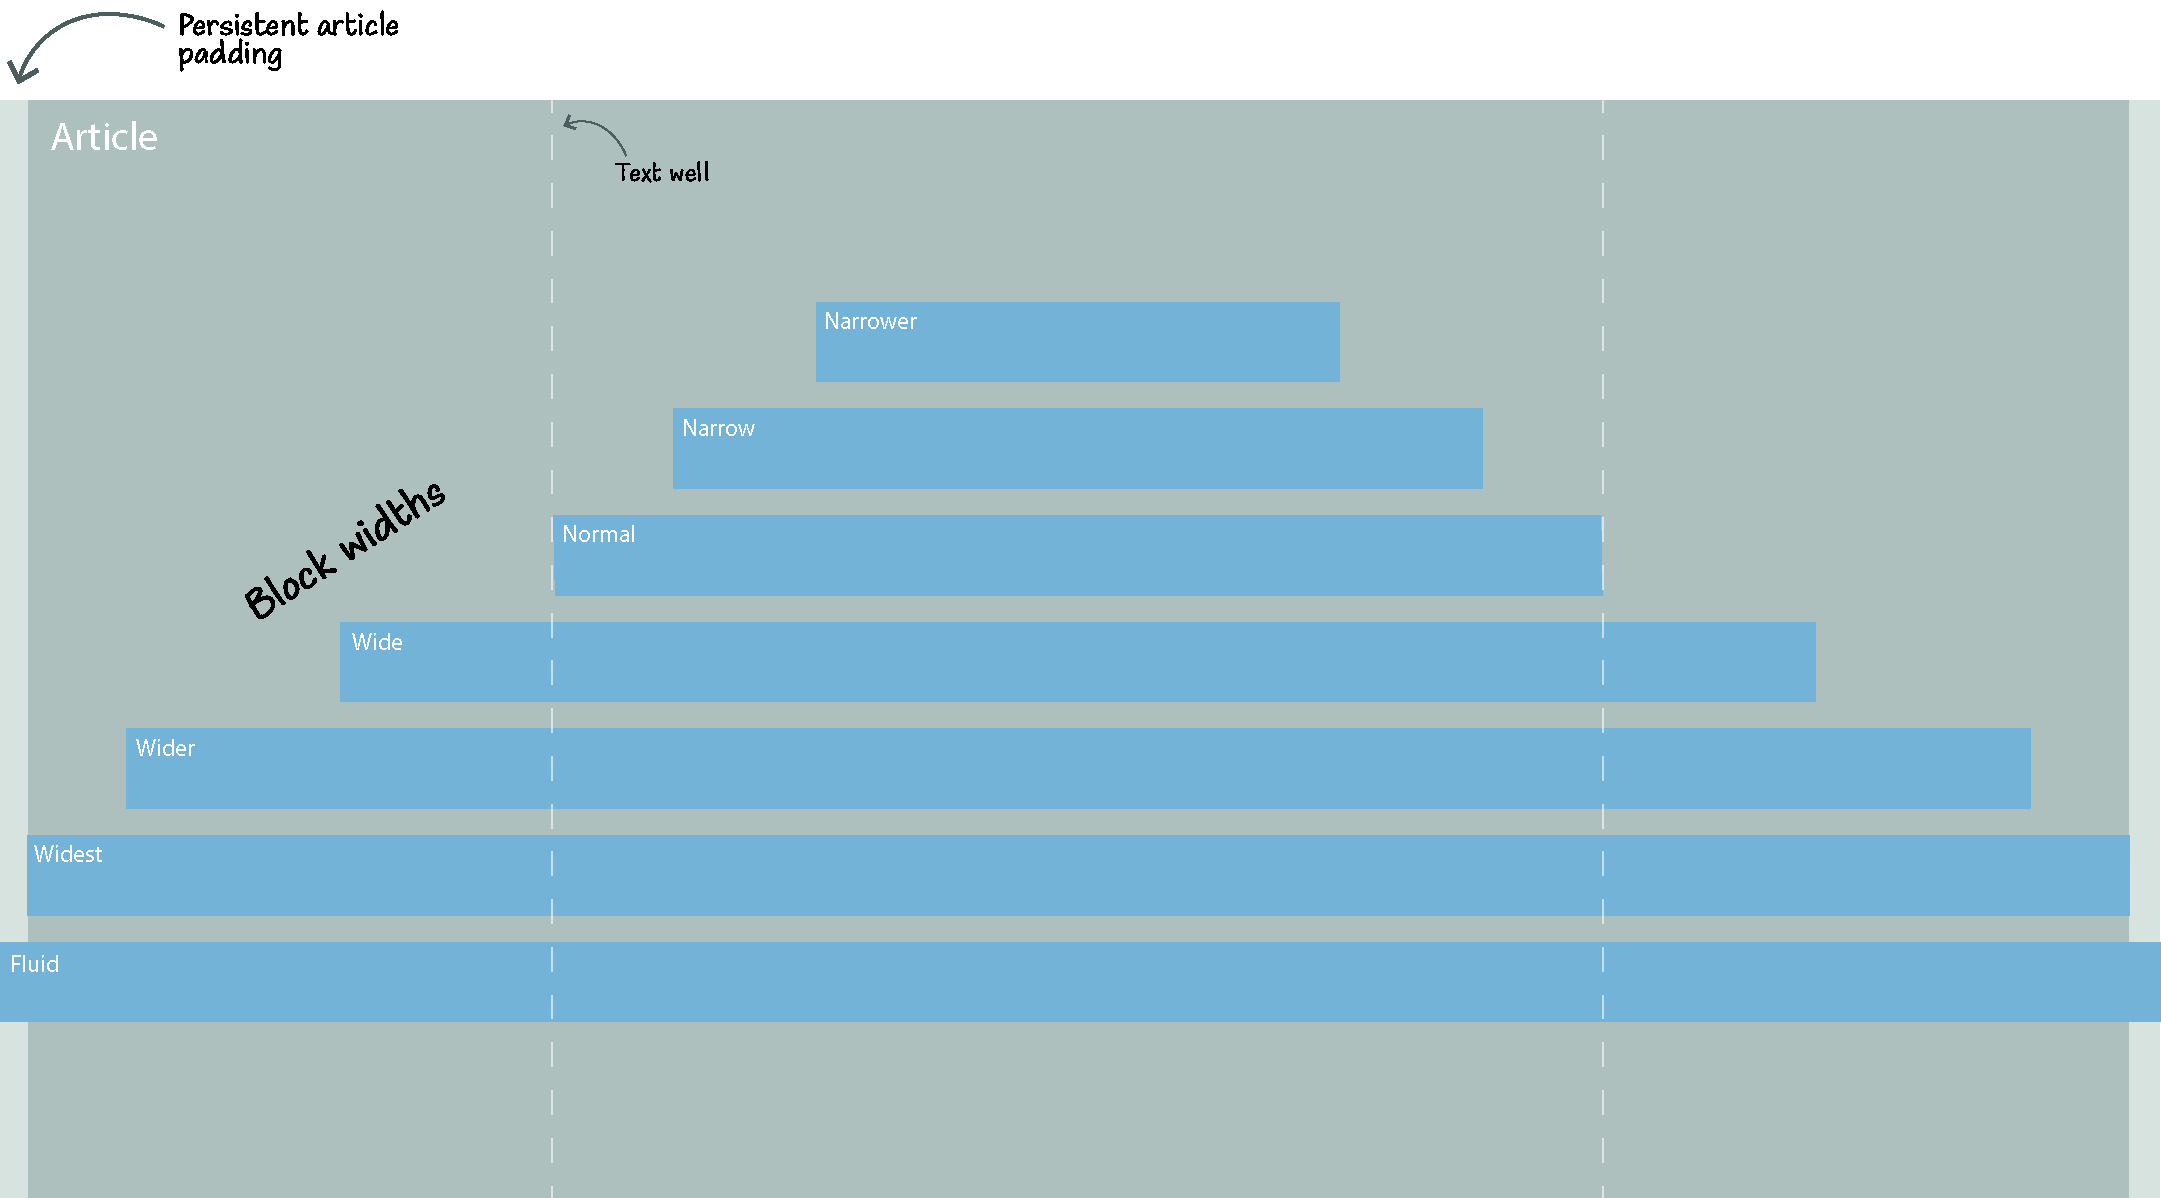 Persistent article
padding
Article
Text well
Narrower
Narrow
Block widths
Normal
Wide
Wider
Widest
Fluid